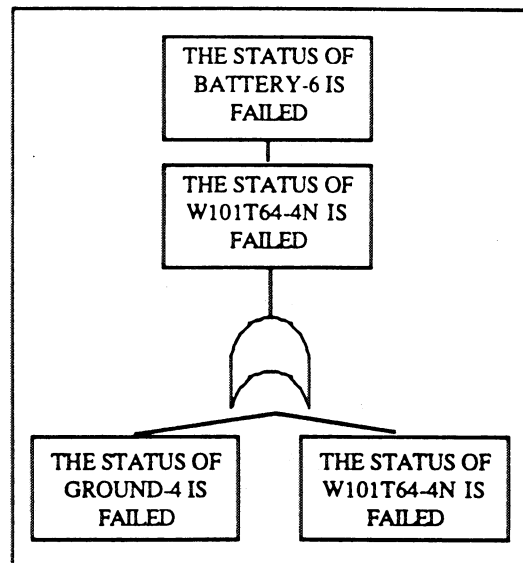 THE STATUS OF
BATTERY-6 IS
FAILED
THE STATUS OF
W101T64-4N IS
FAILED
THE STATUS OF
GROUND-4 IS
FAILED
THE STATUS OF
W101T64-4N IS
FAILED